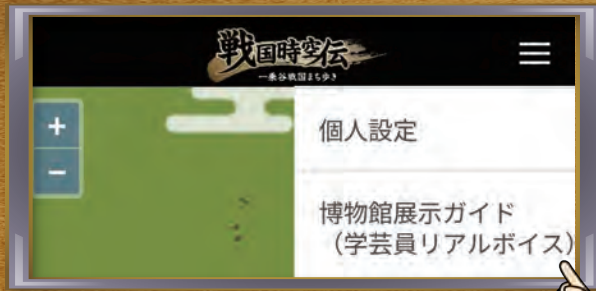 戦国時空伝
一乗谷戦国まち歩き
+
−
個人設定
博物館展示ガイド
（学芸員リアルボイス）